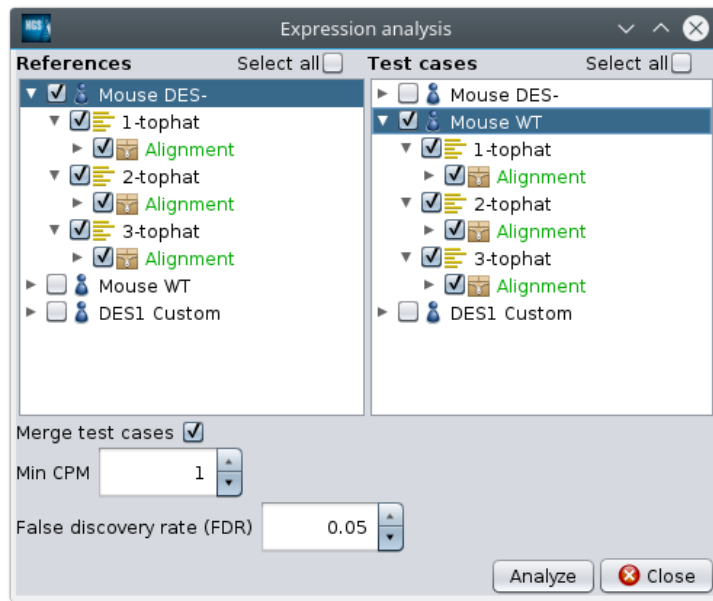 NGS
Expression analysis
References Select all
Mouse DES-
1-tophat
Alignment
2-tophat
Alignment
3-tophat
Alignment
Mouse WT
DES1 Custom
Test cases Select all
Mouse DES-
Mouse WT
1-tophat
Alignment
2-tophat
Alignment
3-tophat
Alignment
DES1 Custom
Merge test cases
Min CPM 1
False discovery rate (FDR) 0.05
Analyze Close